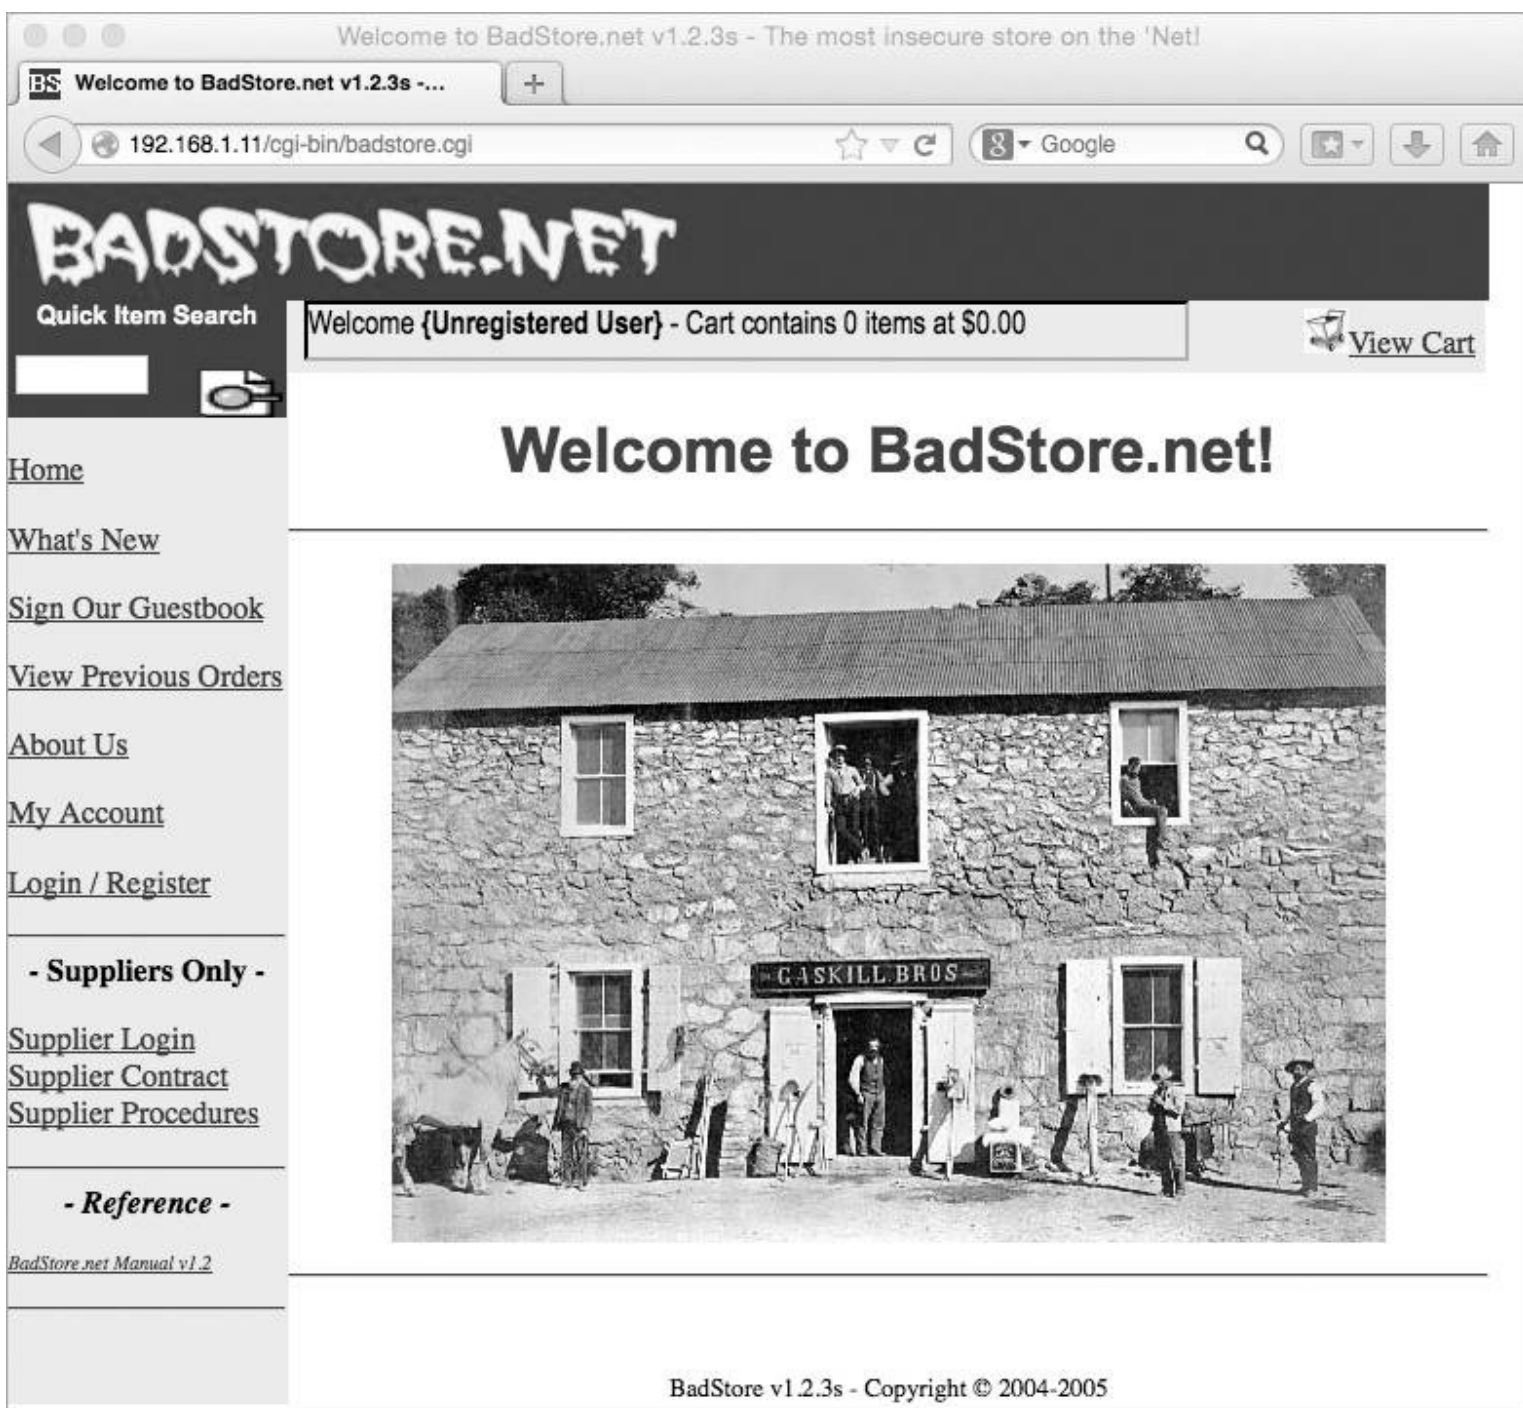 Welcome to BadStore.net v1.2.3s - The most insecure store on the 'Net!
BS Welcome to BadStore.net v1.2.3s -...
192.168.1.11/cgi-bin/badstore.cgi
8 Google
BADSTORE.NET
Quick Item Search
Welcome {Unregistered User} - Cart contains 0 items at $0.00
View Cart
Welcome to BadStore.net!
Home
What's New
Sign Our Guestbook
View Previous Orders
About Us
My Account
Login / Register
- Suppliers Only -
Supplier Login
Supplier Contract
Supplier Procedures
- Reference -
BadStore.net Manual v1.2
GASKILL BROS
BadStore v1.2.3s - Copyright © 2004-2005